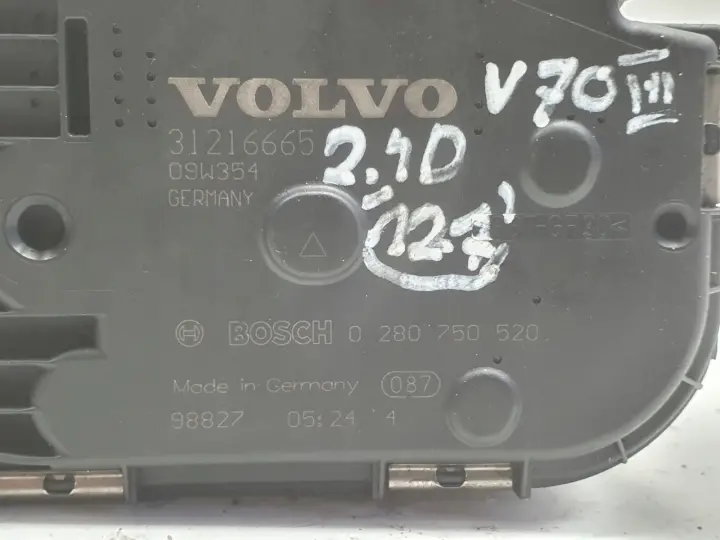 VOLVO
V70 III
31216665
2.4D
09W354
GERMANY
BOSCH 0 280 750 520
Made in Germany 087
98827 05:24 4